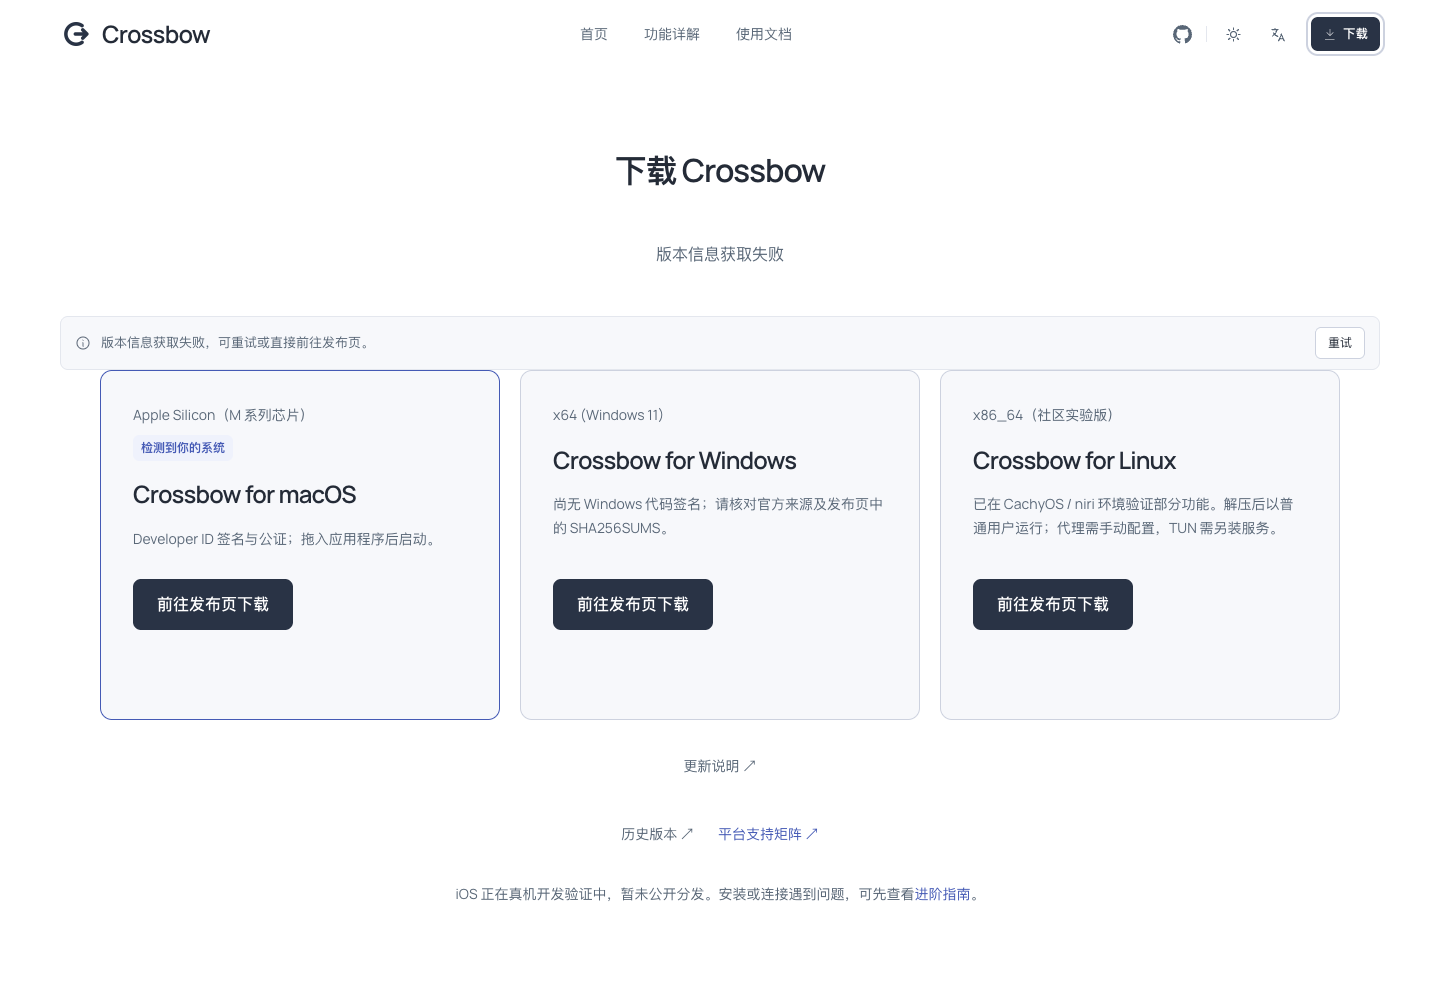 Crossbow
首页
功能详解
使用文档
下载
下载 Crossbow
版本信息获取失败
版本信息获取失败，可重试或直接前往发布页。
重试
Apple Silicon（M 系列芯片）
检测到你的系统
Crossbow for macOS
Developer ID 签名与公证；拖入应用程序后启动。
前往发布页下载
x64 (Windows 11)
Crossbow for Windows
尚无 Windows 代码签名；请核对官方来源及发布页中
的 SHA256SUMS。
前往发布页下载
x86_64（社区实验版）
Crossbow for Linux
已在 CachyOS / niri 环境验证部分功能。解压后以普
通用户运行；代理需手动配置，TUN 需另装服务。
前往发布页下载
更新说明 ↗
历史版本 ↗
平台支持矩阵 ↗
iOS 正在真机开发验证中，暂未公开分发。安装或连接遇到问题，可先查看进阶指南。